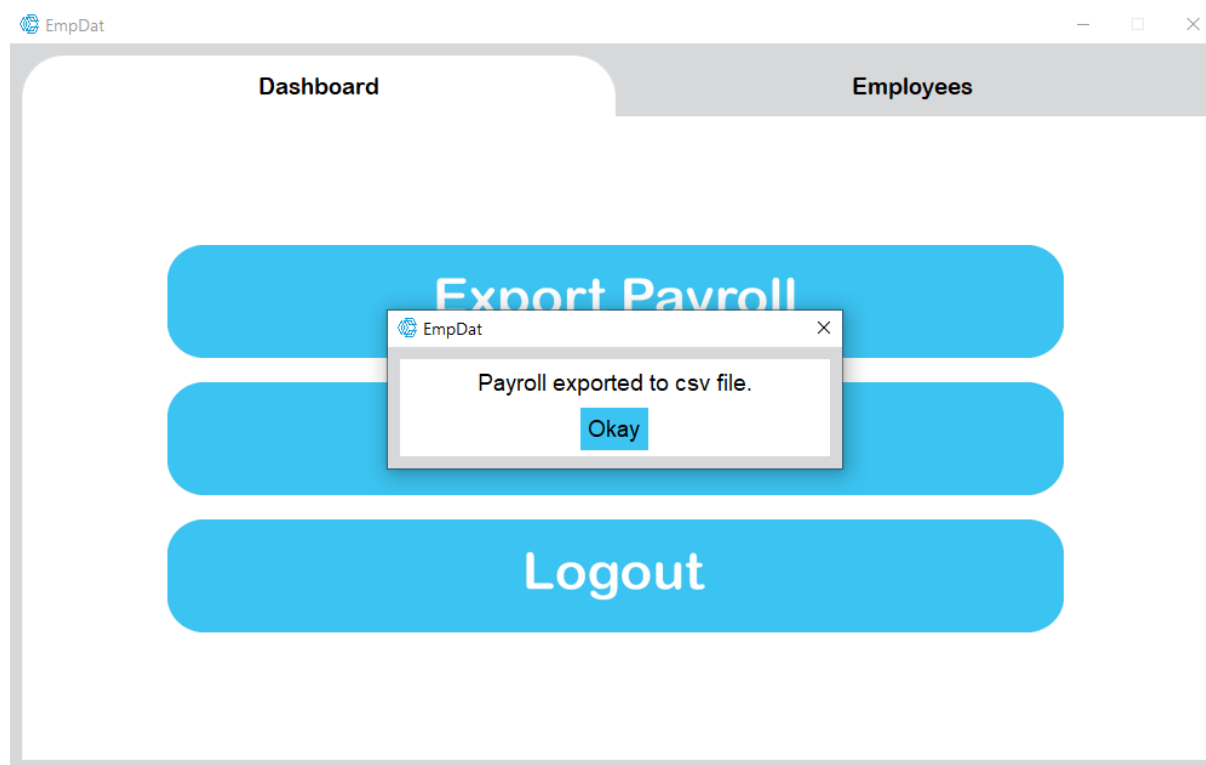 EmpDat
Dashboard
Employees
Export Payroll
EmpDat
Payroll exported to csv file.
Okay
Logout